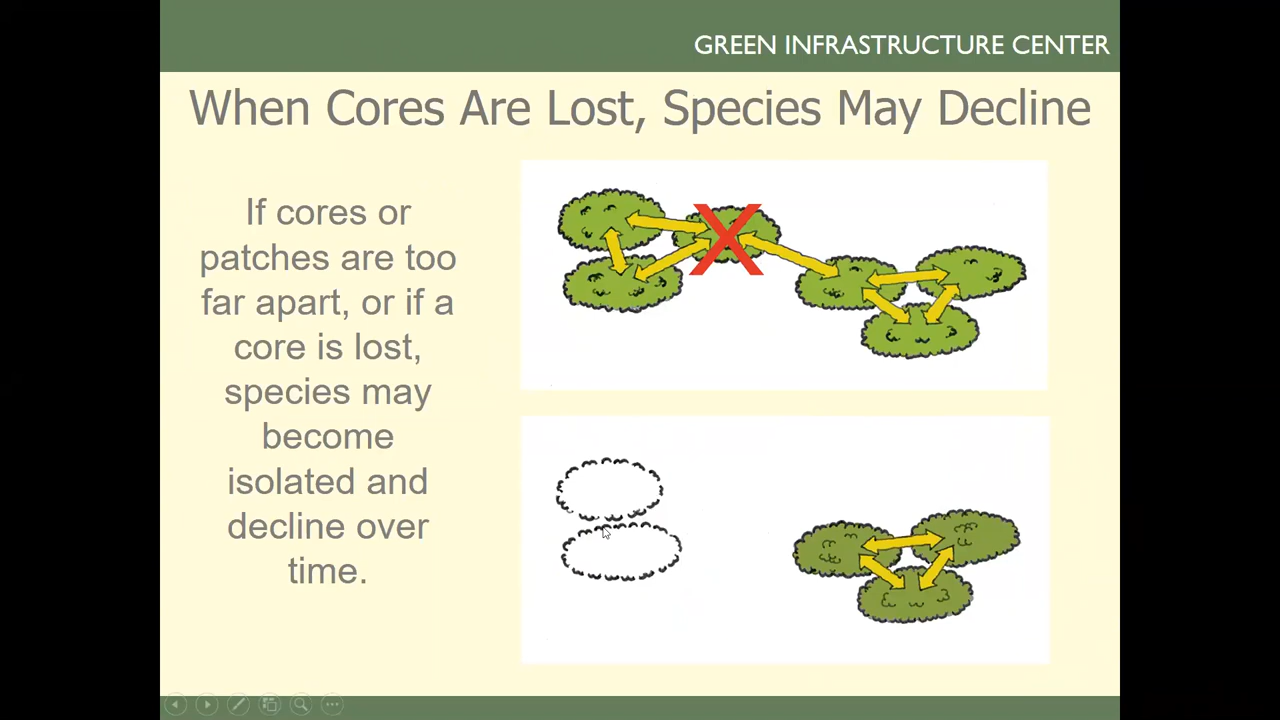 GREEN INFRASTRUCTURE CENTER
When Cores Are Lost, Species May Decline
If cores or
patches are too
far apart, or if a
core is lost,
species may
become
isolated and
decline over
time.